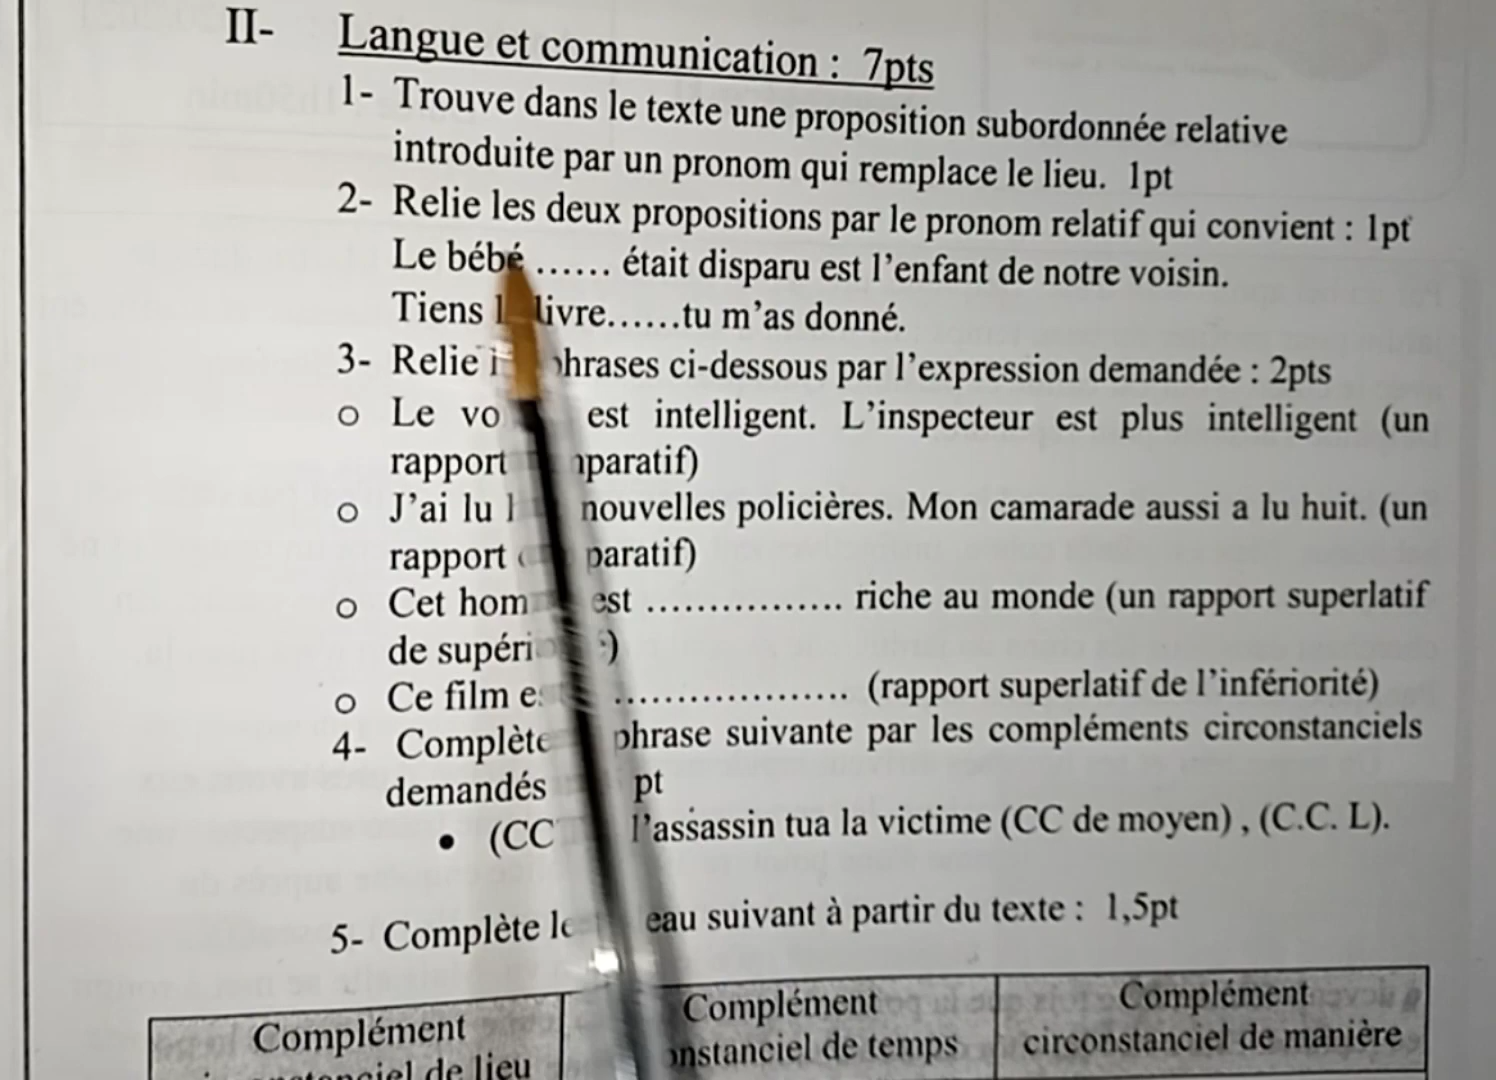 II- Langue et communication : 7pts
1- Trouve dans le texte une proposition subordonnée relative
introduite par un pronom qui remplace le lieu. 1pt
2- Relie les deux propositions par le pronom relatif qui convient : 1pt
Le bébé ...... était disparu est l'enfant de notre voisin.
Tiens livre......tu m'as donné.
3- Relie phrases ci-dessous par l'expression demandée : 2pts
o Le est intelligent. L'inspecteur est plus intelligent (un
rapport
o J'ai lu nouvelles policières. Mon camarade aussi a lu huit. (un
rapport
o Cet est ................ riche au monde (un rapport superlatif
de
o Ce film ................... (rapport superlatif de l'infériorité)
4- Complète phrase suivante par les compléments circonstanciels
demandés pt
• (CC l'assassin tua la victime (CC de moyen) , (C.C. L).
5- Complète suivant à partir du texte : 1,5pt
Complément Complément Complément
de lieu de temps circonstanciel de manière